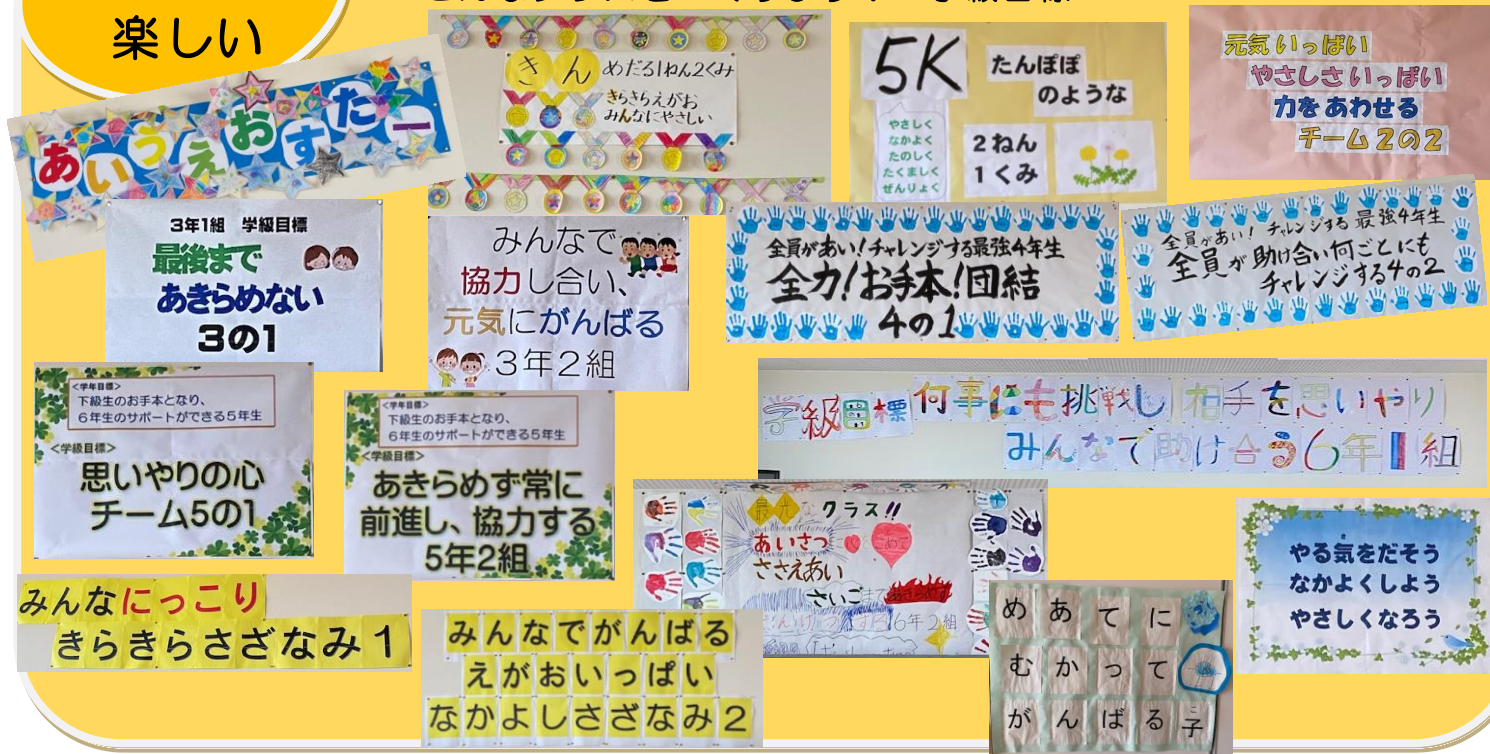 楽しい
あいうえおすたー
きん めだる1ねん2くみ
きらきらえがお
みんなにやさしい
5K
たんぽぽ
のような
やさしく
なかよく
たのしく
たくましく
ぜんりょく
2ねん
1くみ
元気いっぱい
やさしさいっぱい
力をあわせる
チーム2の2
3年1組 学級目標
最後まで
あきらめない
3の1
みんなで
協力し合い、
元気にがんばる
3年2組
全員があい!チャレンジする最強4年生
全力!お手本!団結
4の1
全員があい!チャレンジする最強4年生
全員が助け合い何ごとにも
チャレンジする4の2
<学年目標>
下級生のお手本となり、
6年生のサポートができる5年生
<学級目標>
思いやりの心
チーム5の1
<学年目標>
下級生のお手本となり、
6年生のサポートができる5年生
<学級目標>
あきらめず常に
前進し、協力する
5年2組
学級目標 何事にも挑戦し 相手を思いやり
みんなで助け合う6年1組
最光なクラス!!
あいさつ
ささえあい
さいごまであきらめず
6年2組
やる気をだそう
なかよくしよう
やさしくなろう
みんなにっこり
きらきらさざなみ1
みんなでがんばる
えがおいっぱい
なかよしさざなみ2
めあてに
むかって
がんばる子